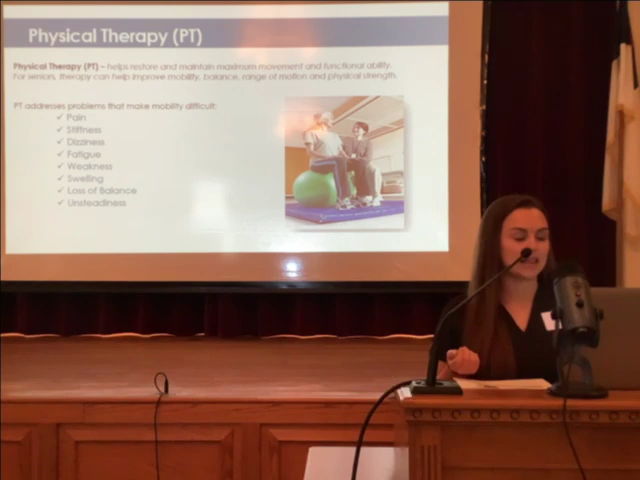 Physical Therapy (PT)
Physical Therapy (PT) – helps restore and maintain maximum movement and functional ability.
For seniors, therapy can help improve mobility, balance, range of motion and physical strength.
PT addresses problems that make mobility difficult:
✓ Pain
✓ Stiffness
✓ Dizziness
✓ Fatigue
✓ Weakness
✓ Swelling
✓ Loss of Balance
✓ Unsteadiness